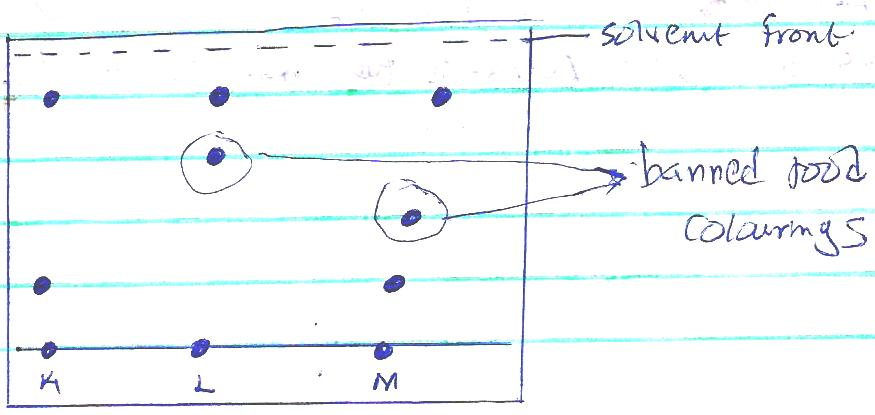 solvent front.
banned food
colourings
K L M